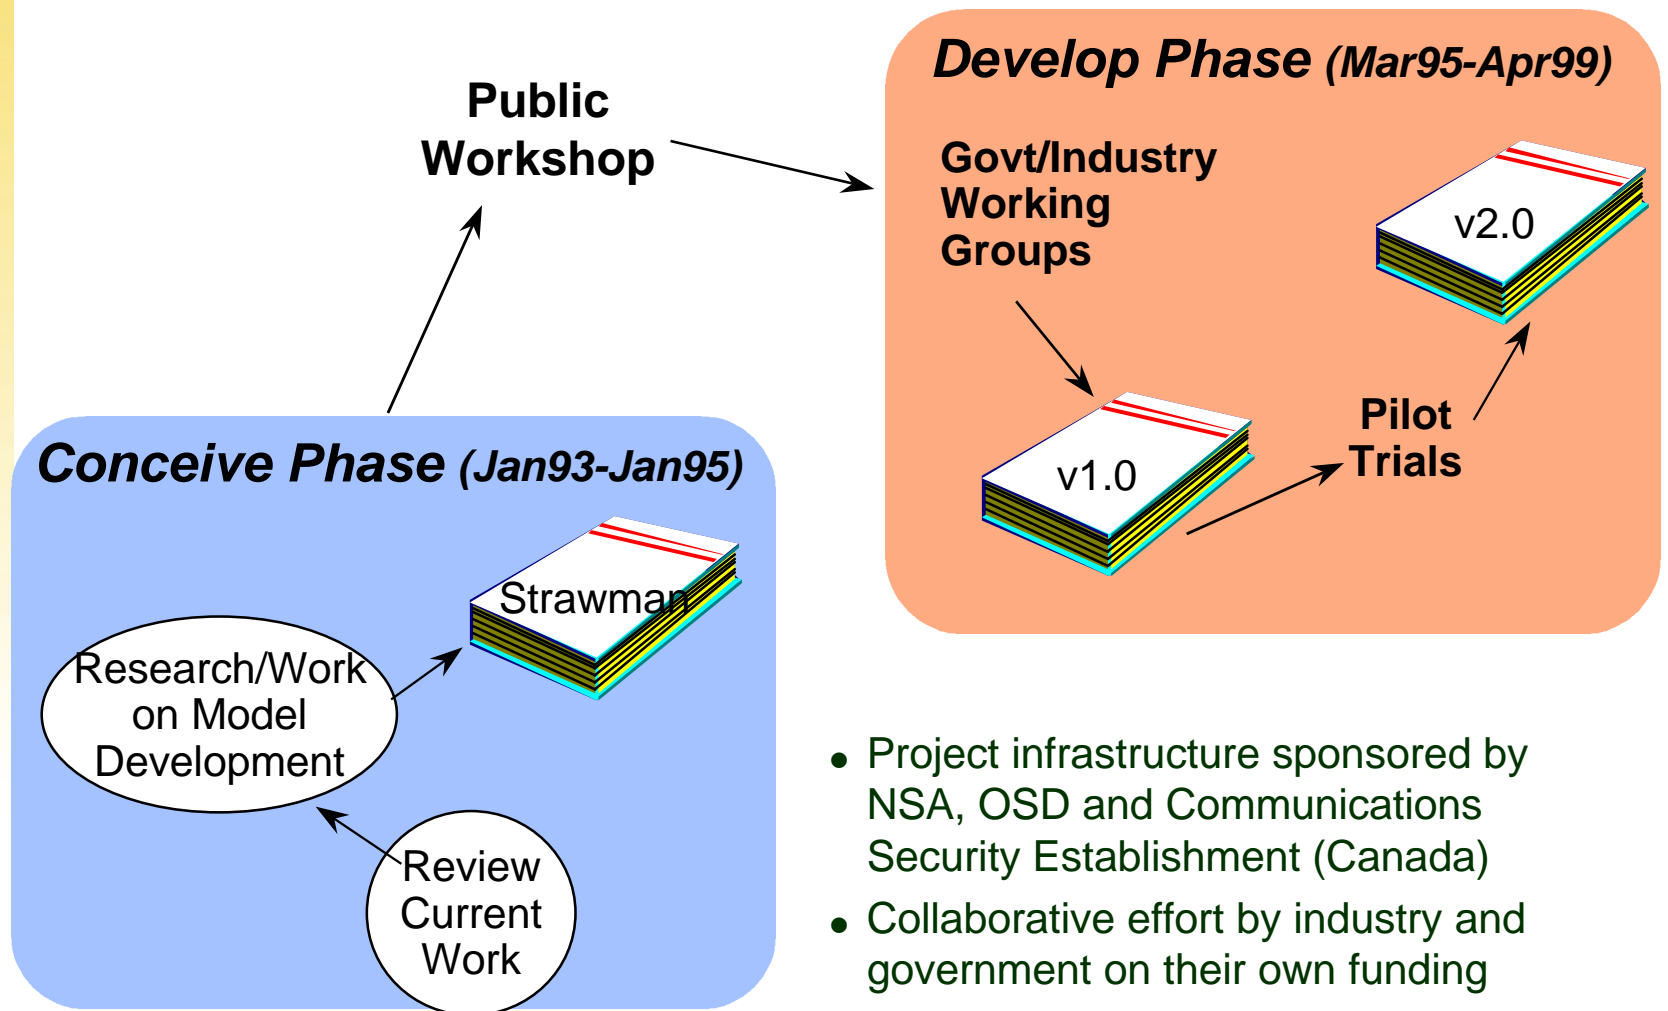 Public
Workshop
Develop Phase (Mar95-Apr99)
Govt/Industry
Working
Groups
v2.0
v1.0
Pilot
Trials
Conceive Phase (Jan93-Jan95)
Strawman
Research/Work
on Model
Development
Review
Current
Work
• Project infrastructure sponsored by
NSA, OSD and Communications
Security Establishment (Canada)
• Collaborative effort by industry and
government on their own funding